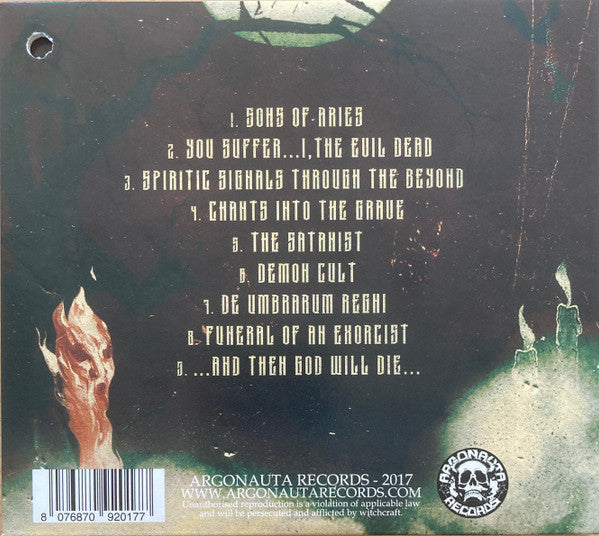 1. SONS OF ARIES
2. YOU SUFFER...I, THE EVIL DEAD
3. SPIRITIC SIGNALS THROUGH THE BEYOND
4. CHANTS INTO THE GRAVE
5. THE SATANIST
6. DEMON CULT
7. DE UMBRARUM REGNI
8. FUNERAL OF AN EXORCIST
9. ...AND THEN GOD WILL DIE...
ARGONAUTA RECORDS - 2017
WWW.ARGONAUTARECORDS.COM
Unauthorised reproduction is a violation of applicable law
and will be persecuted and afflicted by witchcraft.
8 076870 920177
ARGONAUTA
RECORDS